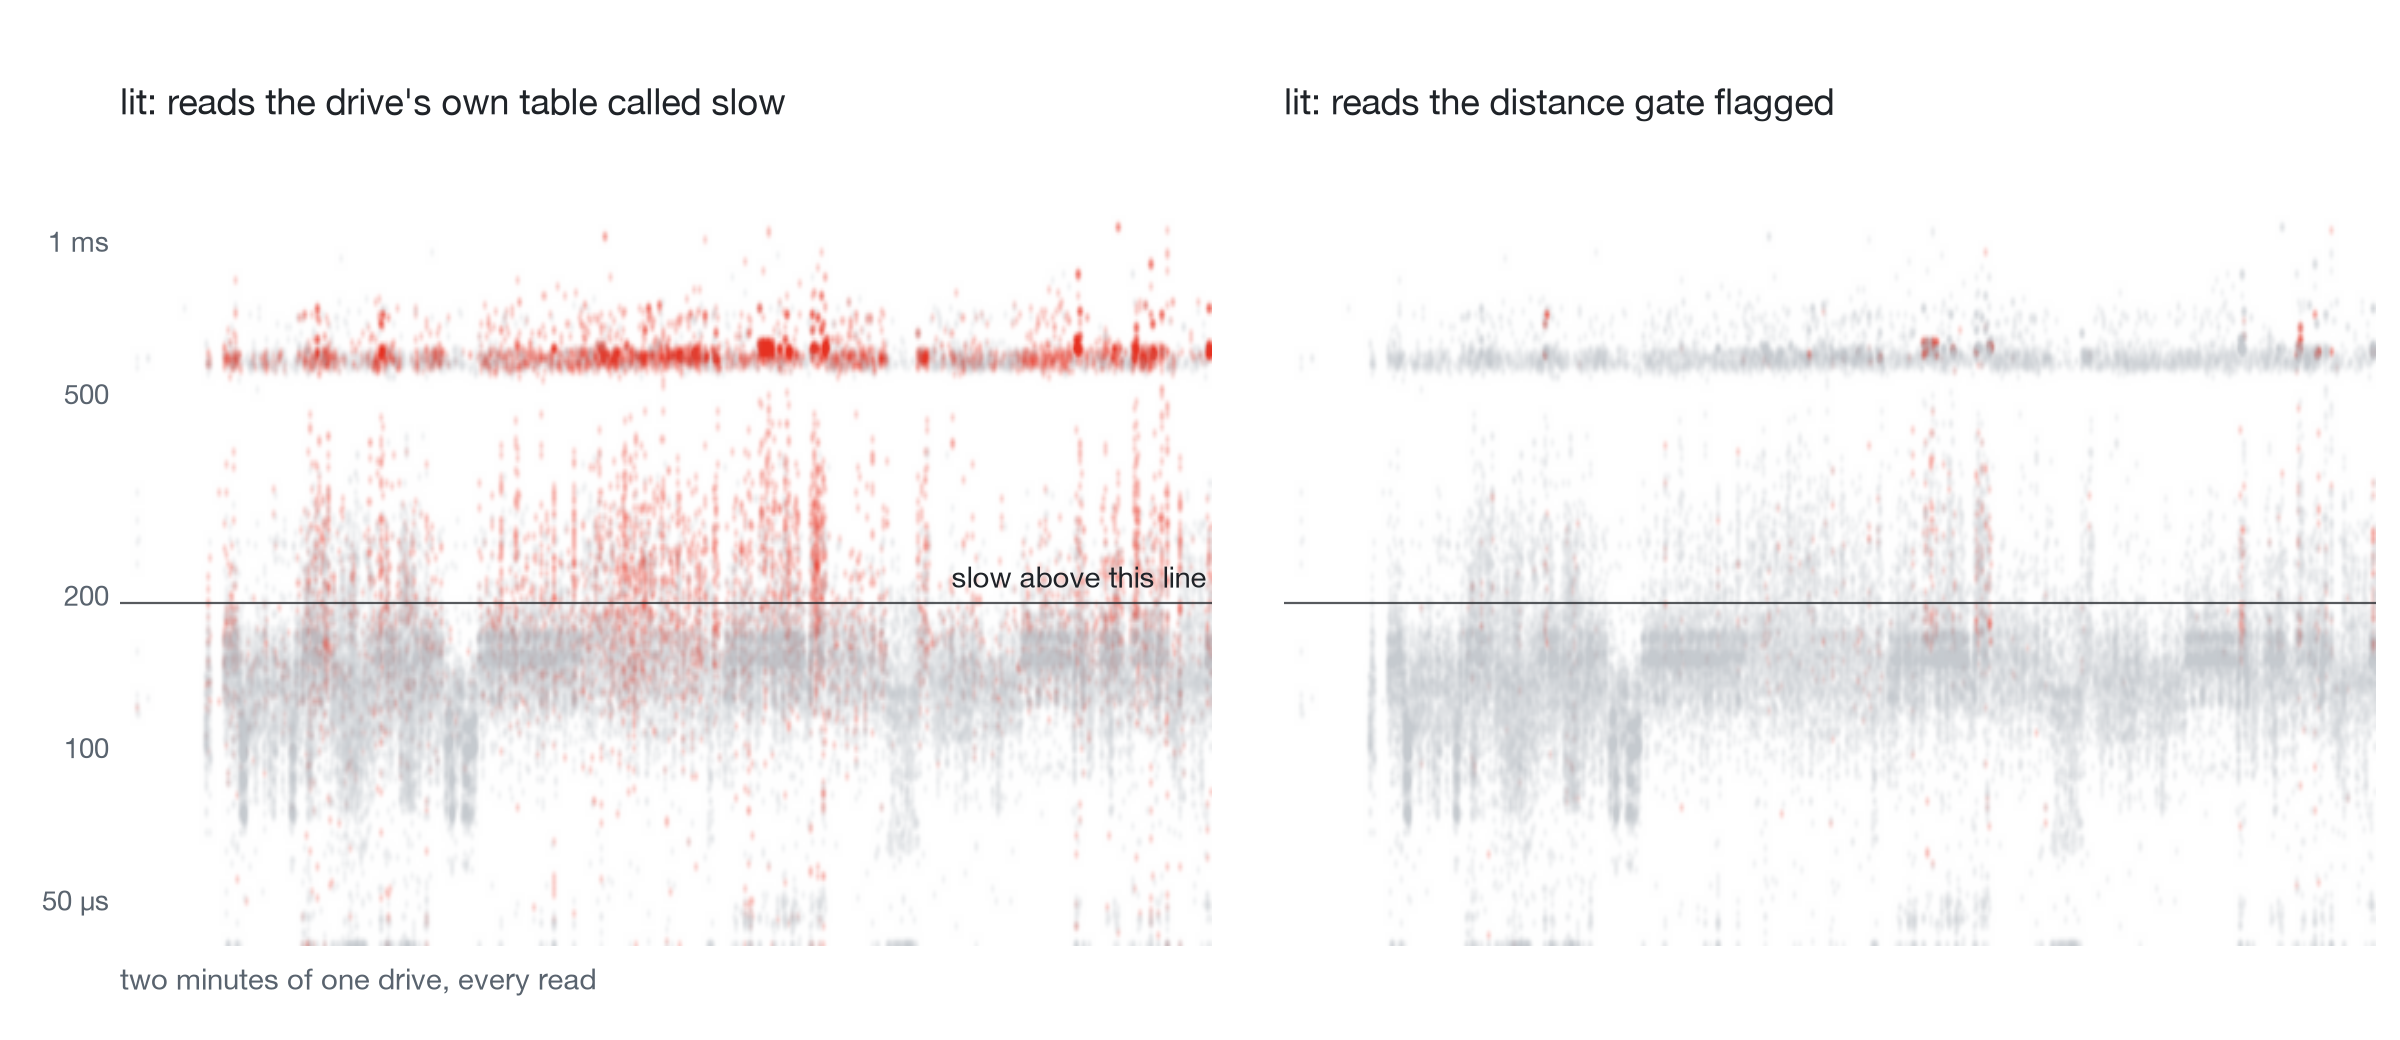 lit: reads the drive's own table called slow
lit: reads the distance gate flagged
1 ms
500
slow above this line
200
100
50 µs
two minutes of one drive, every read